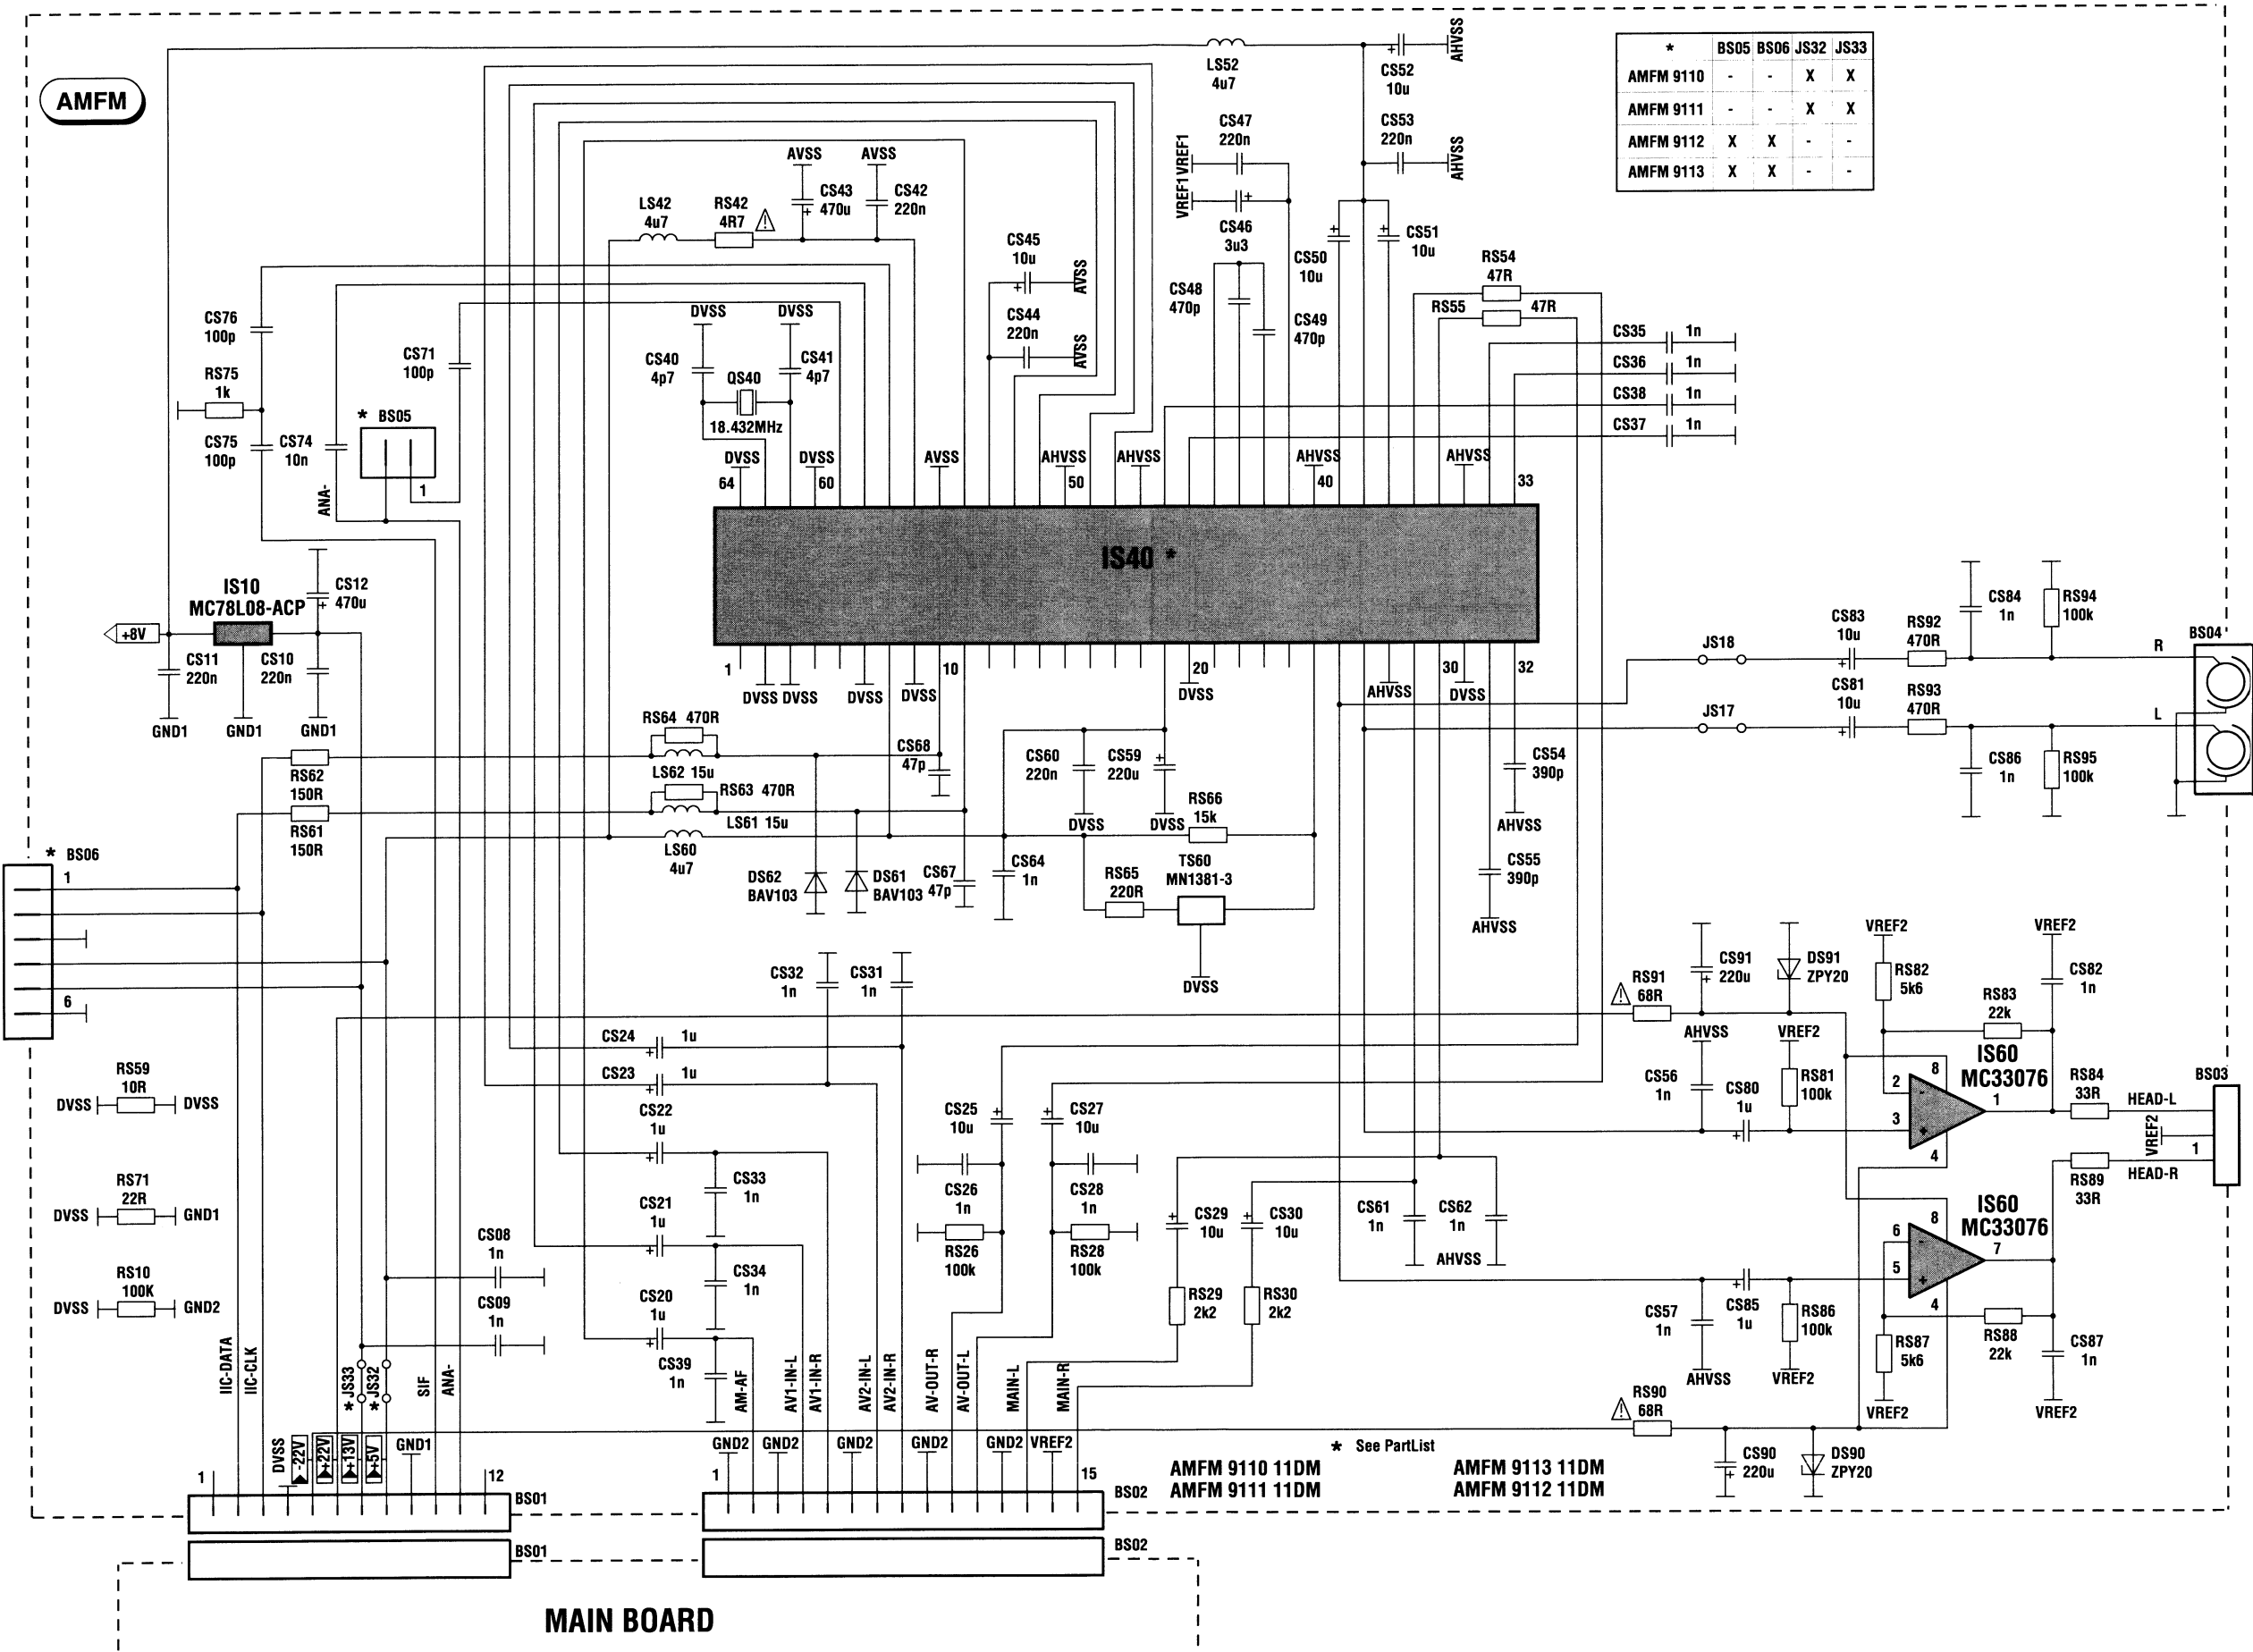 AMFM
LS52
4u7
CS52
10u
AHVSS
* BS05 BS06 JS32 JS33
AMFM 9110 - - X X
AMFM 9111 - - X X
AMFM 9112 X X - -
AMFM 9113 X X - -
CS47
220n
CS53
220n
AHVSS
VREF1
VREF1
AVSS
AVSS
CS43
470u
CS42
220n
LS42
4u7
RS42
4R7
CS46
3u3
CS45
10u
AVSS
CS50
10u
CS51
10u
RS54
47R
RS55
47R
CS48
470p
CS49
470p
CS44
220n
AVSS
CS76
100p
DVSS
DVSS
CS35 1n
CS36 1n
CS38 1n
CS37 1n
CS71
100p
CS40
4p7
QS40
CS41
4p7
18.432MHz
RS75
1k
* BS05
1
CS75
100p
CS74
10n
ANA-
DVSS
64
DVSS
60
AVSS
AHVSS
50
AHVSS
AHVSS
40
AHVSS
33
IS40 *
IS10
MC78L08-ACP
CS12
470u
+8V
CS11
220n
CS10
220n
GND1
GND1
GND1
1
DVSS
DVSS
DVSS
DVSS
10
20
DVSS
AHVSS
30
DVSS
32
CS84
1n
RS94
100k
CS83
10u
RS92
470R
JS18
R
BS04
CS81
10u
RS93
470R
JS17
L
CS86
1n
RS95
100k
RS64 470R
LS62 15u
CS68
47p
RS62
150R
RS63 470R
LS61 15u
RS61
150R
LS60
4u7
CS60
220n
CS59
220u
DVSS
DVSS
RS66
15k
CS54
390p
AHVSS
CS55
390p
AHVSS
* BS06
1
6
DS62
BAV103
DS61
BAV103
CS67
47p
CS64
1n
RS65
220R
TS60
MN1381-3
DVSS
CS32
1n
CS31
1n
RS91
68R
CS91
220u
DS91
ZPY20
VREF2
RS82
5k6
VREF2
CS82
1n
RS83
22k
AHVSS
VREF2
CS24 1u
CS23 1u
RS59
10R
DVSS
DVSS
CS22
1u
CS25
10u
CS27
10u
CS56
1n
CS80
1u
RS81
100k
IS60
MC33076
2
3
8
1
4
-
+
RS84
33R
HEAD-L
BS03
VREF2
1
HEAD-R
RS89
33R
RS71
22R
DVSS
GND1
CS33
1n
CS21
1u
CS26
1n
CS28
1n
RS26
100k
RS28
100k
CS29
10u
CS30
10u
CS61
1n
CS62
1n
AHVSS
IS60
MC33076
6
5
8
7
4
-
+
CS08
1n
CS09
1n
RS10
100K
DVSS
GND2
CS34
1n
CS20
1u
CS39
1n
RS29
2k2
RS30
2k2
CS57
1n
CS85
1u
RS86
100k
AHVSS
VREF2
RS87
5k6
VREF2
RS88
22k
CS87
1n
VREF2
IIC-DATA
IIC-CLK
DVSS
-22V
+22V
* JS33
+13V
* JS32
+5V
GND1
SIF
ANA-
AM-AF
AV1-IN-L
AV1-IN-R
AV2-IN-L
AV2-IN-R
AV-OUT-R
AV-OUT-L
MAIN-L
MAIN-R
GND2
GND2
GND2
GND2
GND2
VREF2
RS90
68R
CS90
220u
DS90
ZPY20
1
12
BS01
1
15
BS02
* See PartList
AMFM 9110 11DM
AMFM 9111 11DM
AMFM 9113 11DM
AMFM 9112 11DM
BS01
BS02
MAIN BOARD